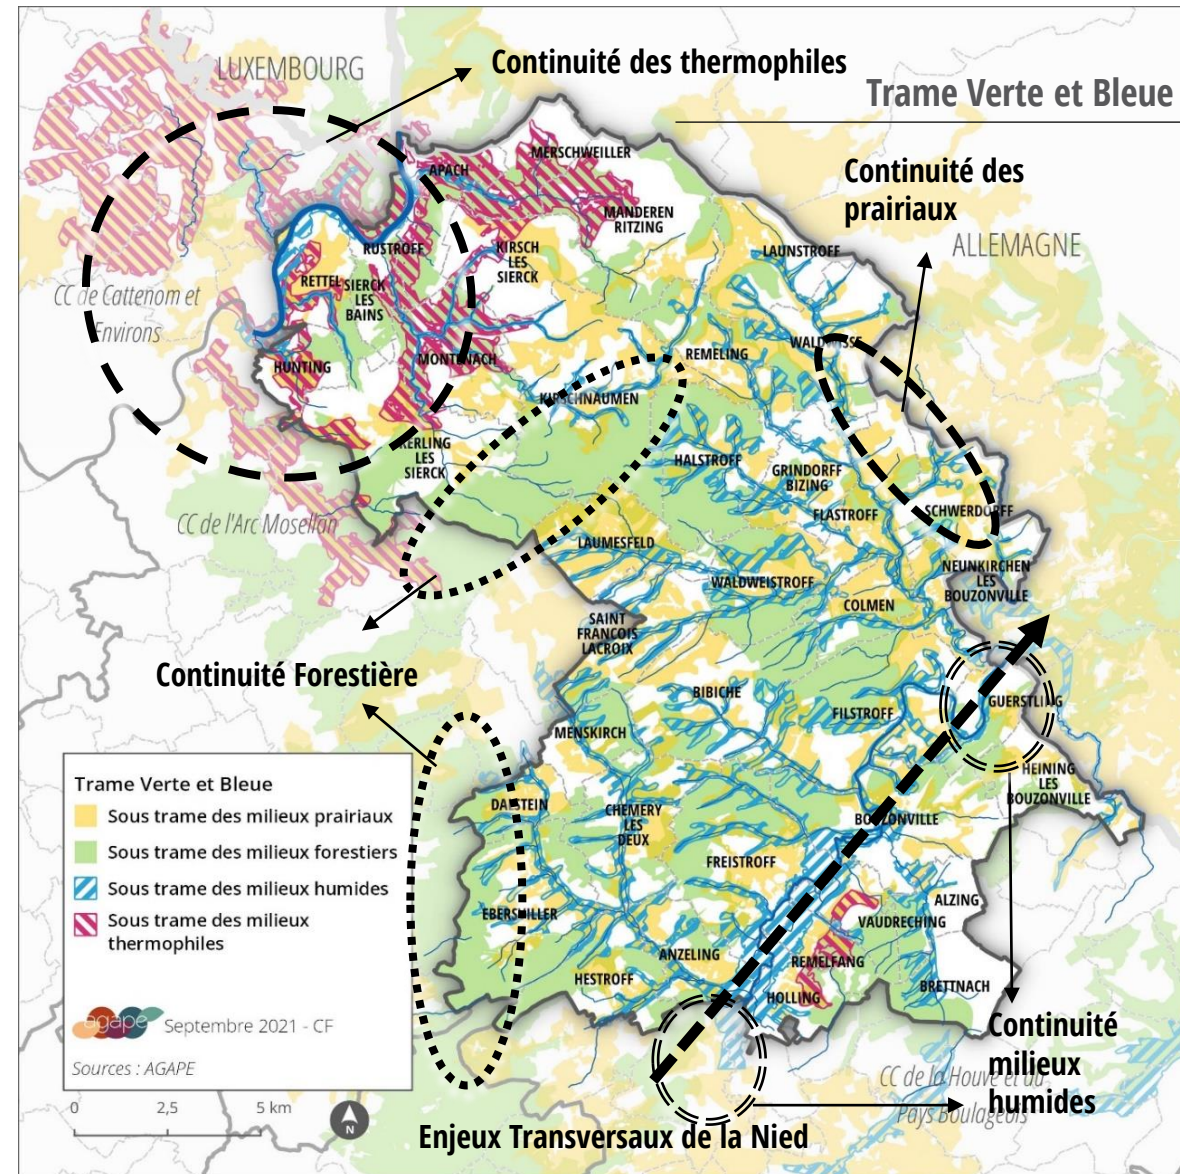 Continuité des thermophiles
LUXEMBOURG
Trame Verte et Bleue
Continuité des
prairiaux
ALLEMAGNE
MERSCHWEILLER
APACH
MANDEREN
RITZING
LAUNSTROFF
RUSTROFF
KIRSCH
LES
SIERCK
RETTEL
SIERCK
LES
BAINS
CC de Cattenom et
Environs
HUNTING
MONTENACH
REMELING
WALDWISSE
KIRSCHNAUMEN
KERLING
LES
SIERCK
HALSTROFF
GRINDORFF
BIZING
FLASTROFF
SCHWERDORFF
CC de l'Arc Mosellan
LAUMESFELD
WALDWEISTROFF
NEUNKIRCHEN
LES
BOUZONVILLE
COLMEN
SAINT
FRANCOIS
LACROIX
Continuité Forestière
BIBICHE
FILSTROFF
GUERSTLING
MENSKIRCH
HEINING
LES
BOUZONVILLE
DALSTEIN
CHEMERY
LES
DEUX
BOUZONVILLE
FREISTROFF
EBERSVILLER
ALZING
VAUDRECHING
ANZELING
REMELFANG
HESTROFF
HOLLING
BRETTNACH
Trame Verte et Bleue
Sous trame des milieux prairiaux
Sous trame des milieux forestiers
Sous trame des milieux humides
Sous trame des milieux
thermophiles
agape Septembre 2021 - CF
Sources : AGAPE
0 2,5 5 km
N
Continuité
milieux
humides
CC de la Houve et du
Pays Boulageois
Enjeux Transversaux de la Nied